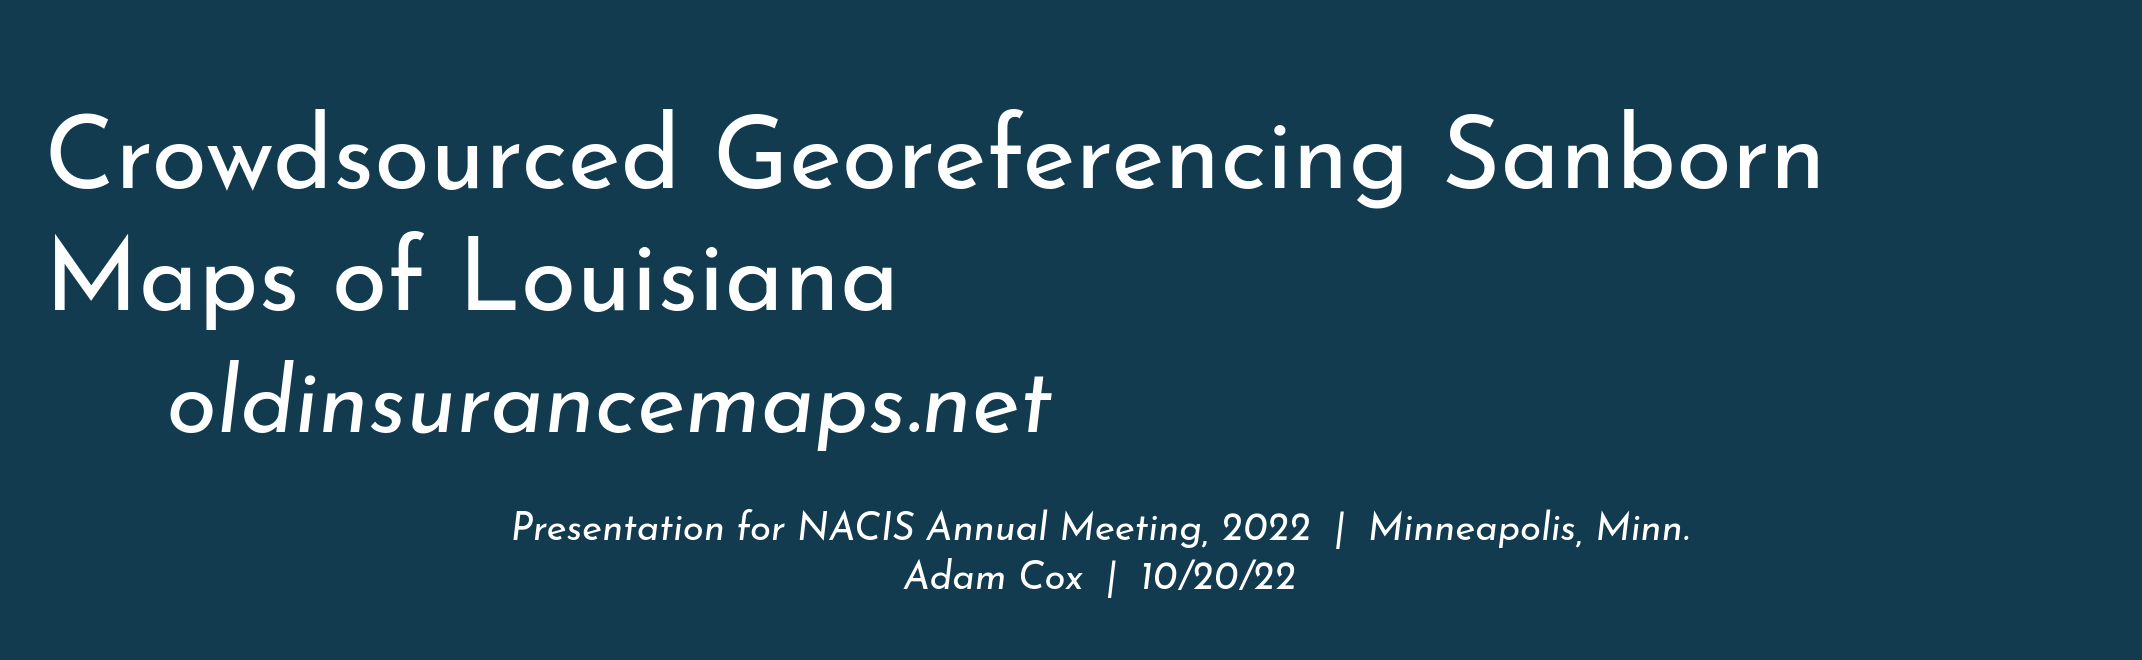 Crowdsourced Georeferencing Sanborn
Maps of Louisiana
oldinsurancemaps.net
Presentation for NACIS Annual Meeting, 2022 | Minneapolis, Minn.
Adam Cox | 10/20/22